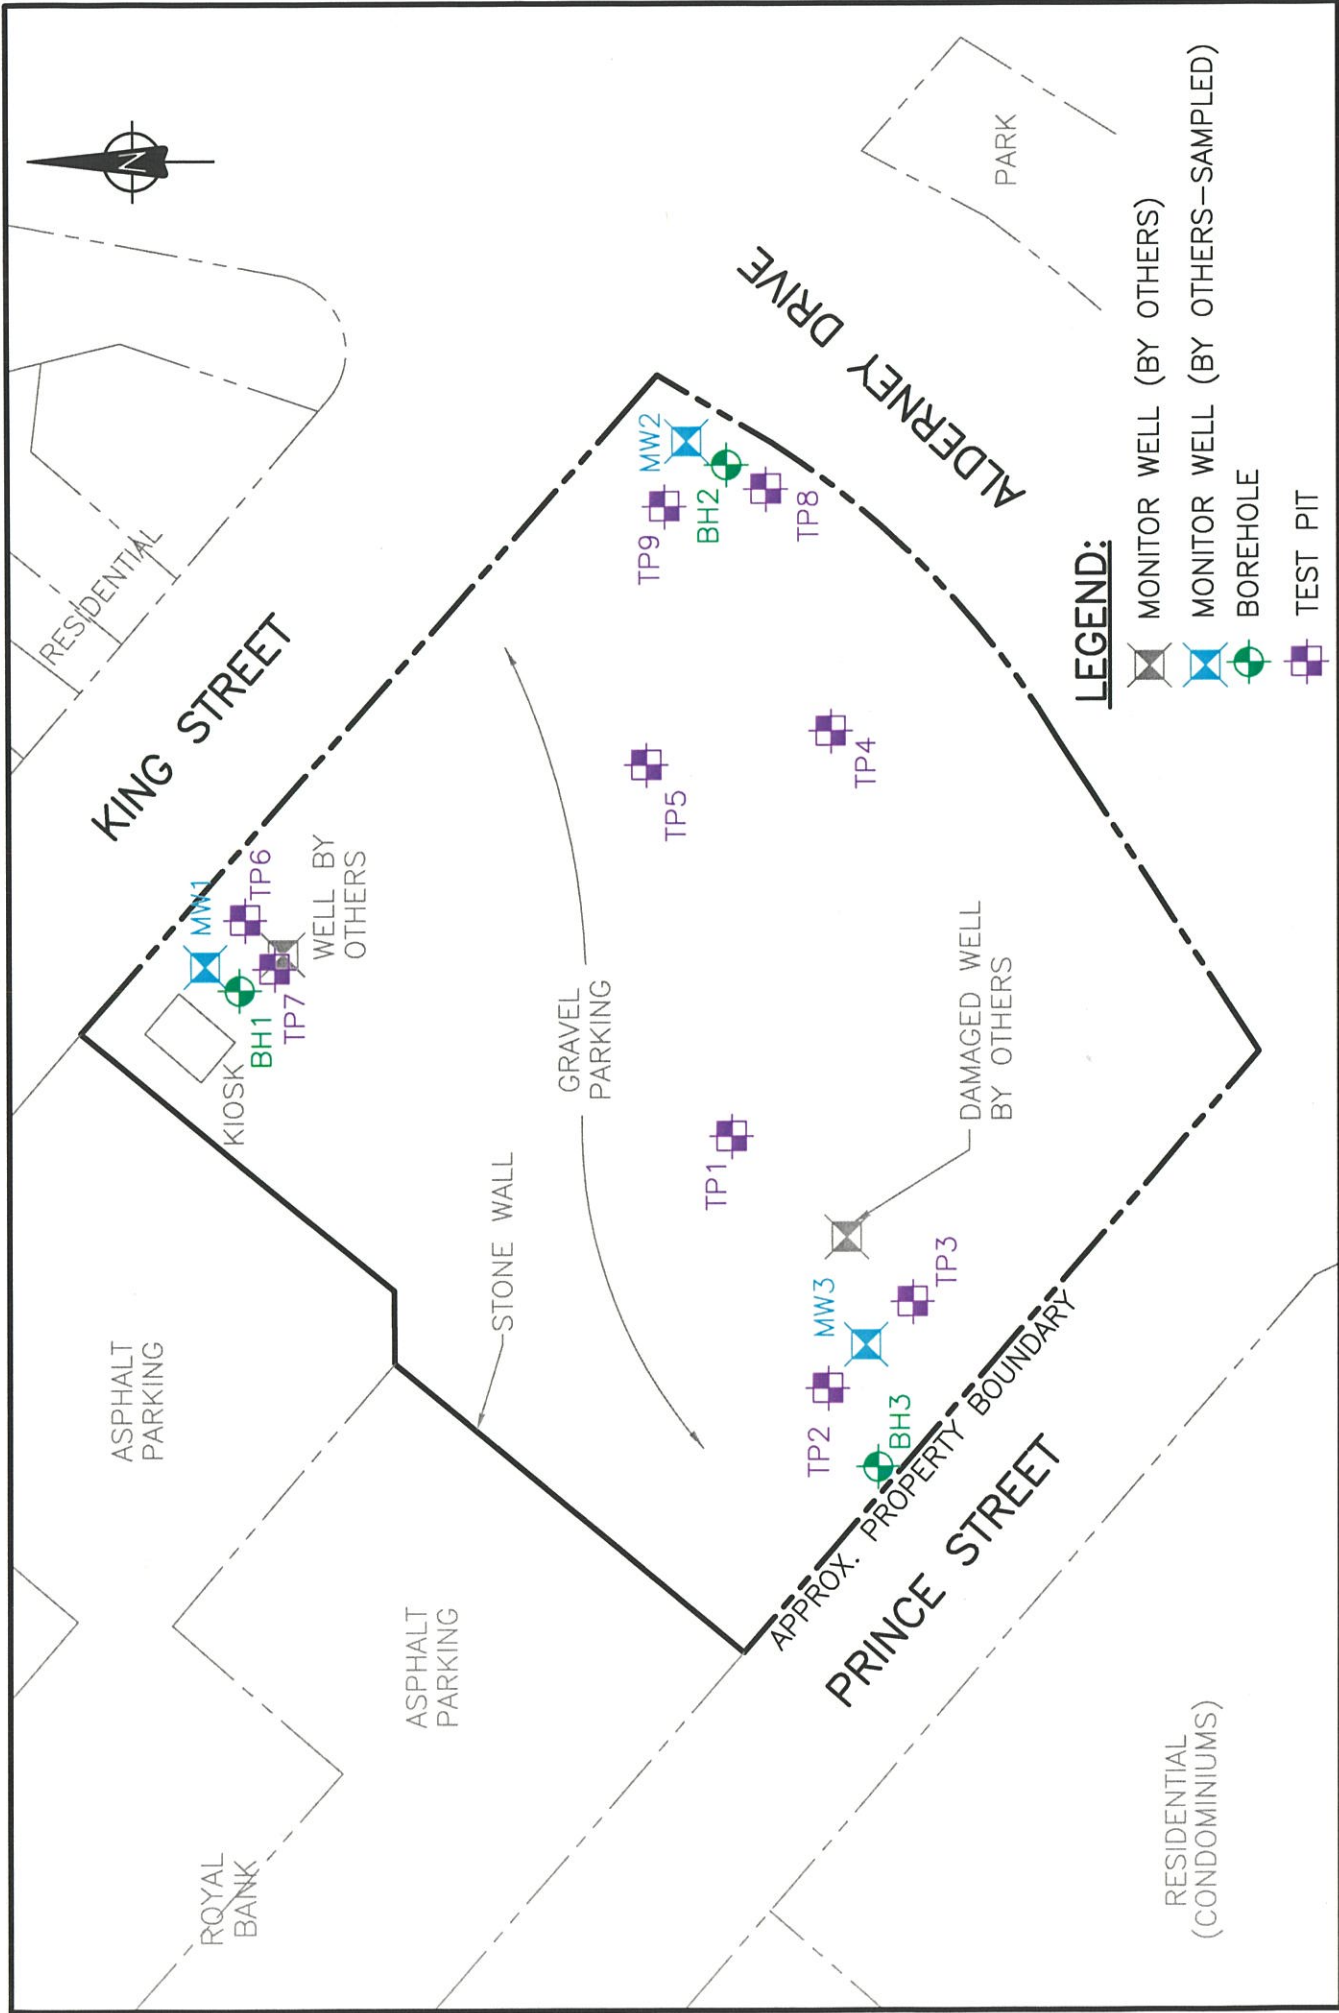 N
ROYAL
BANK
ASPHALT
PARKING
ASPHALT
PARKING
KIOSK
BH1
MW1
TP6
TP7
WELL BY
OTHERS
KING STREET
RESIDENTIAL
STONE WALL
GRAVEL
PARKING
TP9
MW2
BH2
TP8
TP5
TP4
TP1
ALDERNEY DRIVE
PARK
TP2
MW3
BH3
TP3
DAMAGED WELL
BY OTHERS
APPROX. PROPERTY BOUNDARY
PRINCE STREET
RESIDENTIAL
(CONDOMINIUMS)
LEGEND:
MONITOR WELL (BY OTHERS)
MONITOR WELL (BY OTHERS-SAMPLED)
BOREHOLE
TEST PIT